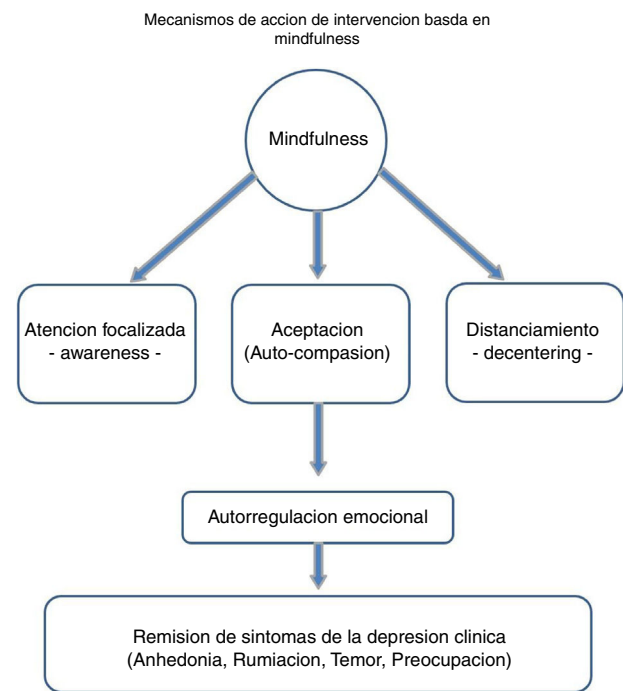 Mecanismos de accion de intervencion basda en
mindfulness
Mindfulness
Atencion focalizada
- awareness -
Aceptacion
(Auto-compasion)
Distanciamiento
- decentering -
Autorregulacion emocional
Remision de sintomas de la depresion clinica
(Anhedonia, Rumiacion, Temor, Preocupacion)